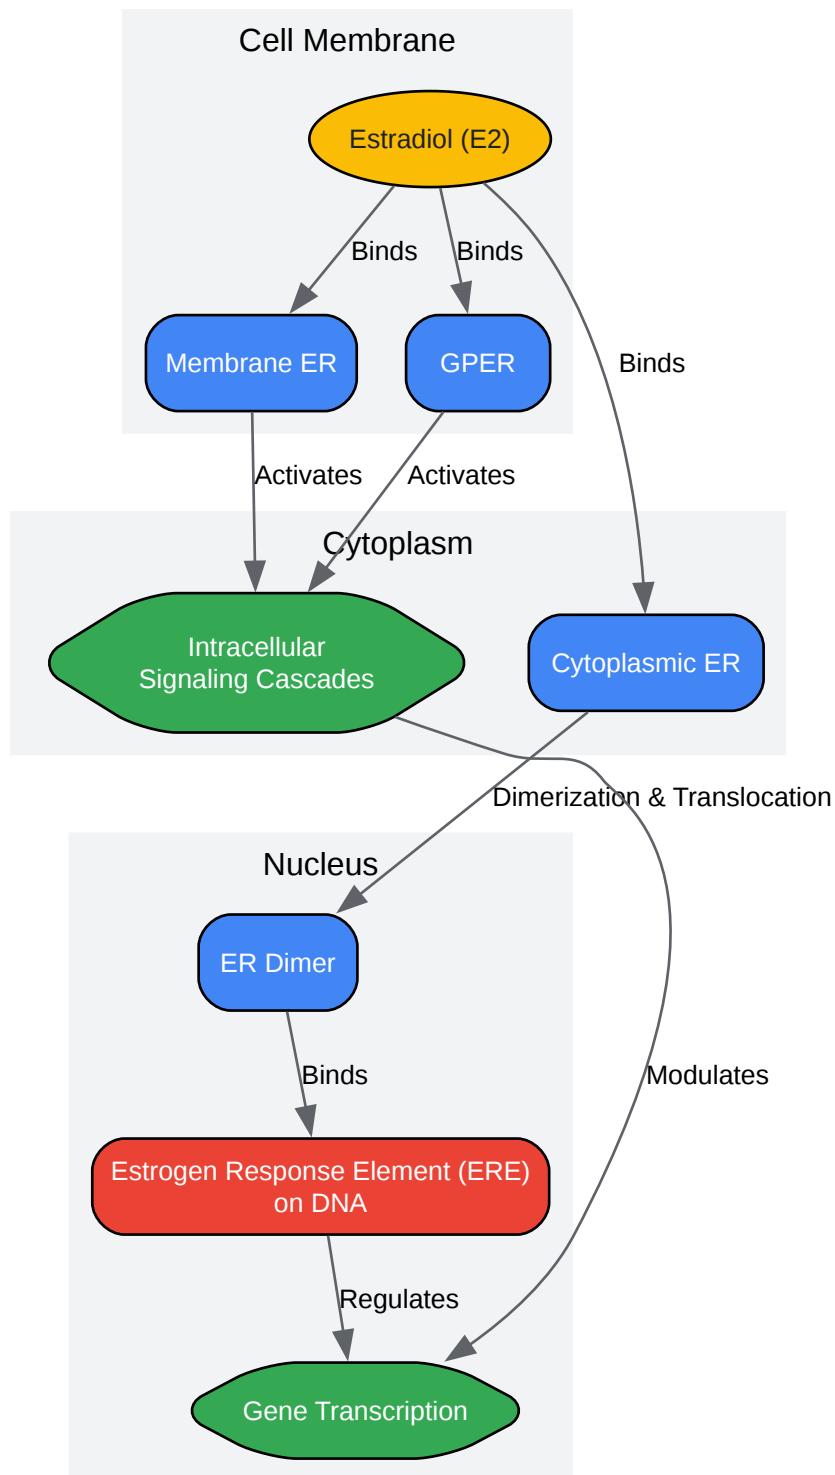 Cell Membrane
Estradiol (E2)
Binds
Binds
Membrane ER
GPER
Binds
Activates
Activates
Cytoplasm
Intracellular
Signaling Cascades
Cytoplasmic ER
Dimerization & Translocation
Nucleus
ER Dimer
Binds
Modulates
Estrogen Response Element (ERE)
on DNA
Regulates
Gene Transcription